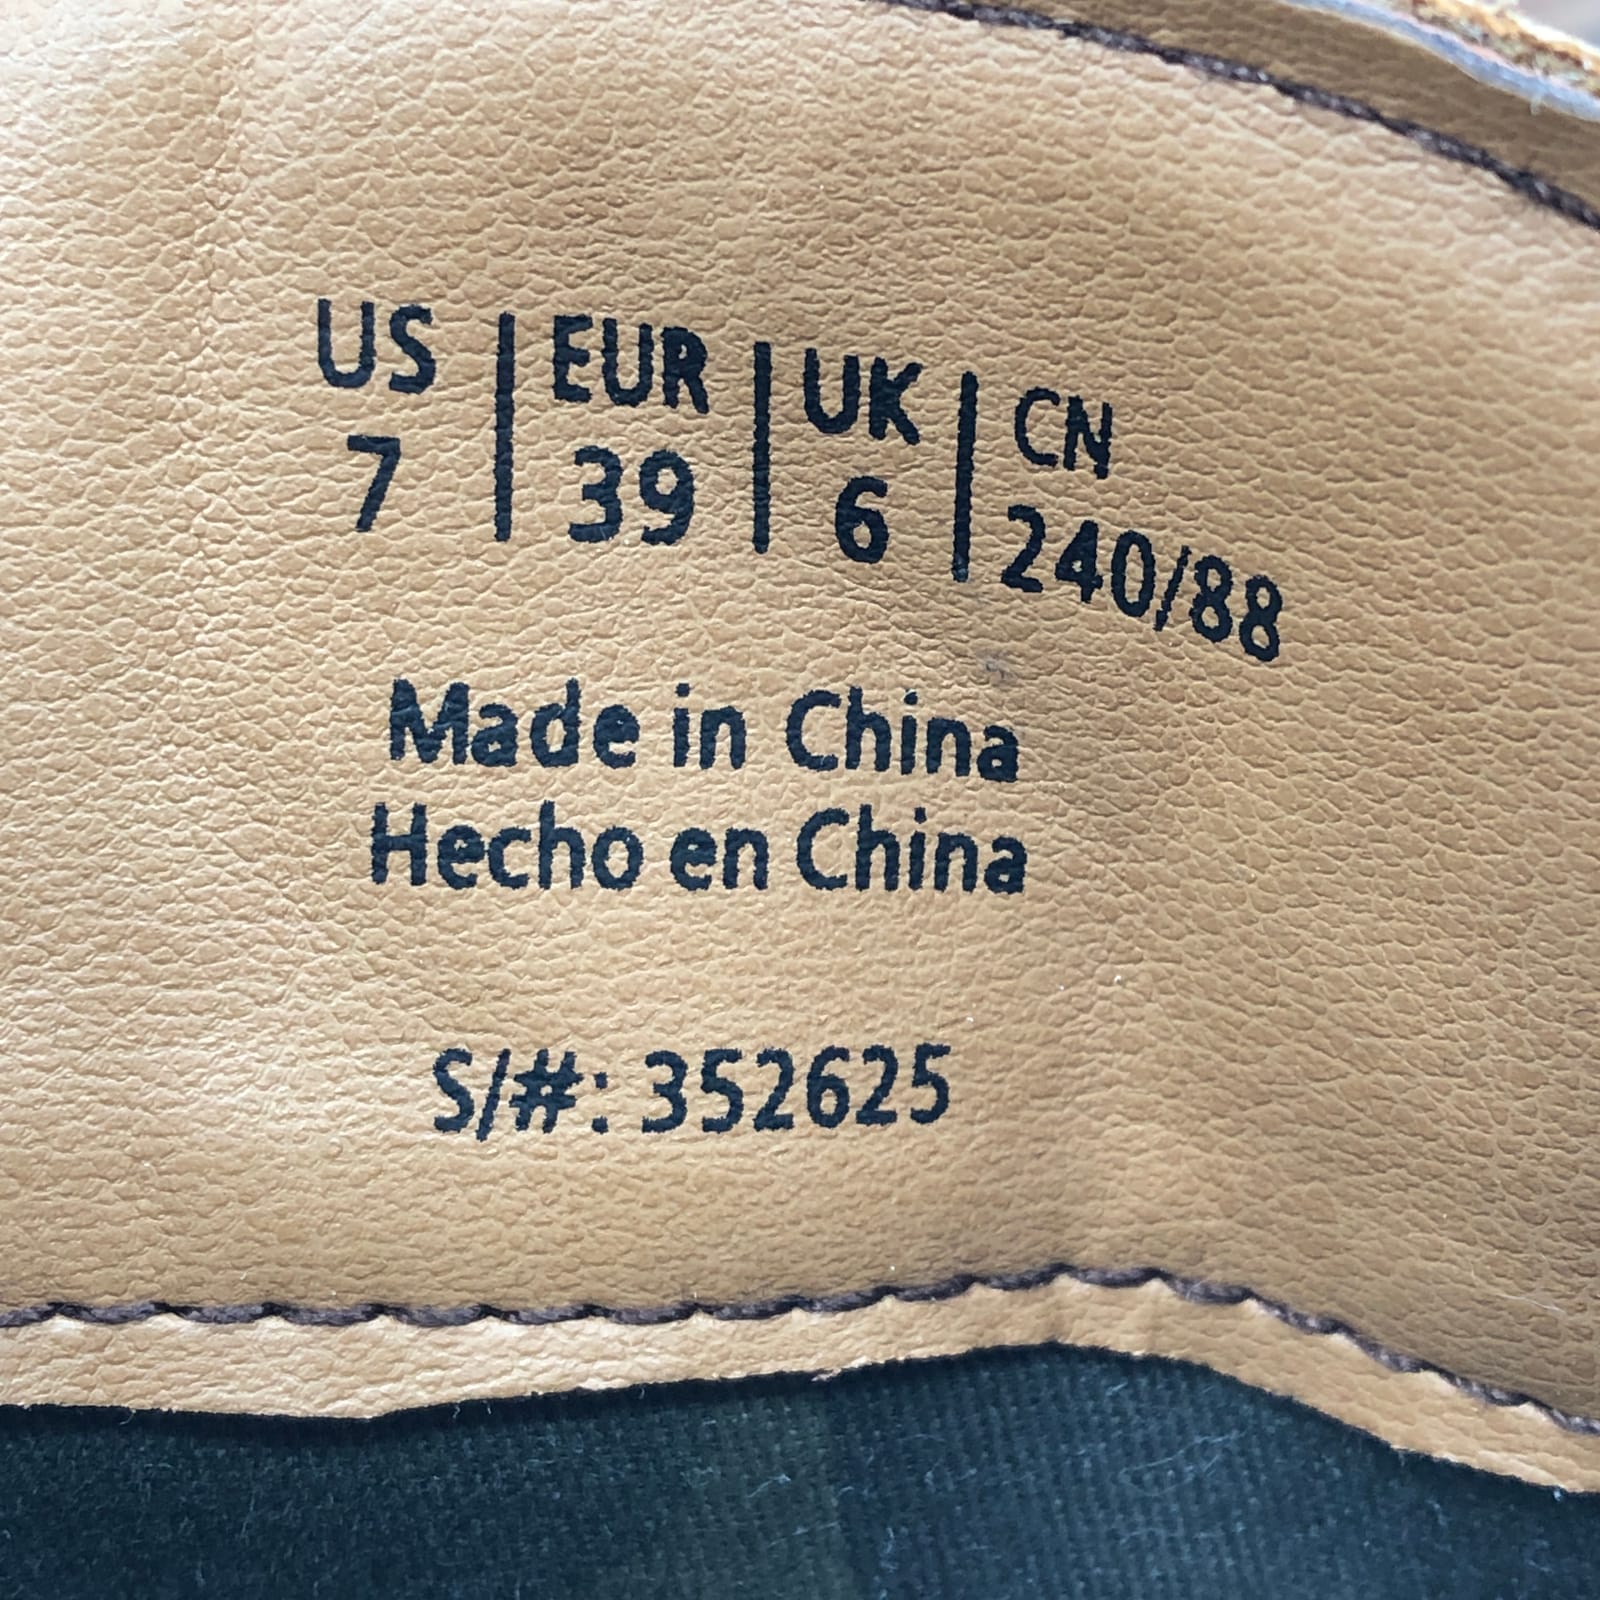 US | EUR | UK | CN
7 | 39 | 6 | 240/88
Made in China
Hecho en China
S/#: 352625